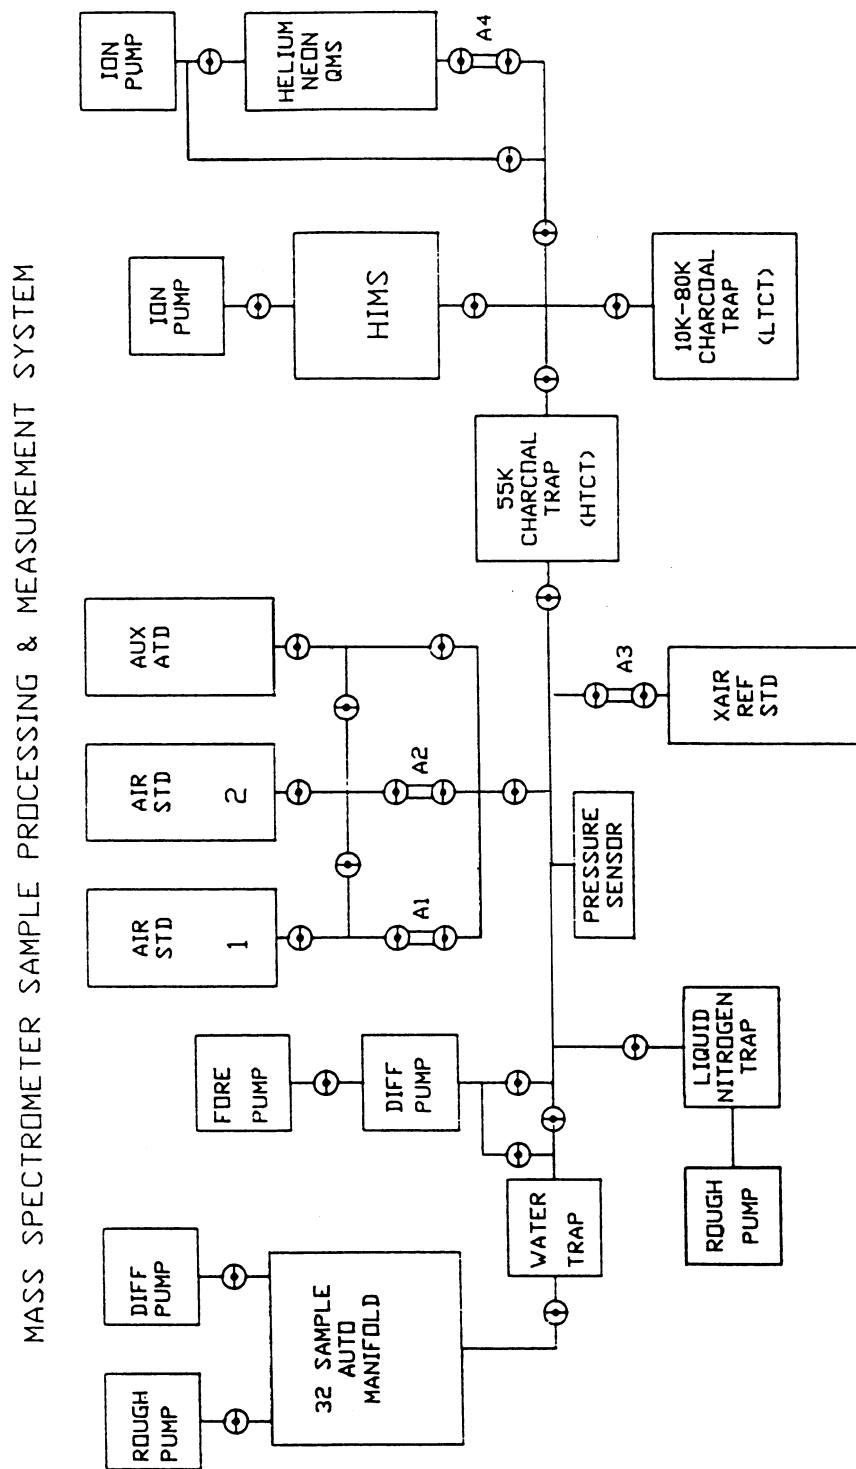 MASS SPECTROMETER SAMPLE PROCESSING & MEASUREMENT SYSTEM
ROUGH
PUMP
DIFF
PUMP
32 SAMPLE
AUTO
MANIFOLD
WATER
TRAP
FORE
PUMP
DIFF
PUMP
ROUGH
PUMP
LIQUID
NITROGEN
TRAP
AIR
STD
1
AIR
STD
2
AUX
ATD
A1
A2
PRESSURE
SENSOR
A3
XAIR
REF
STD
55K
CHARCOAL
TRAP
(HTCT)
ION
PUMP
HIMS
10K-80K
CHARCOAL
TRAP
(LTCT)
ION
PUMP
HELIUM
NEON
QMS
A4